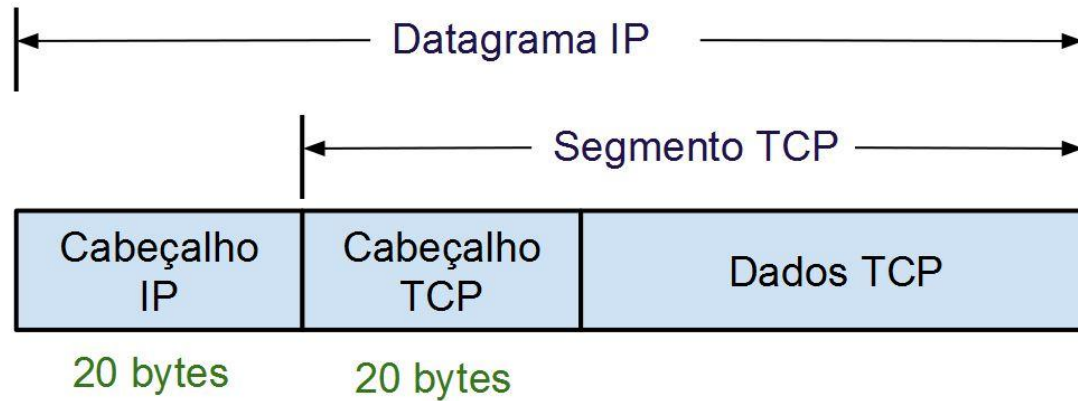 Datagrama IP
Segmento TCP
Cabeçalho
IP
Cabeçalho
TCP
Dados TCP
20 bytes
20 bytes